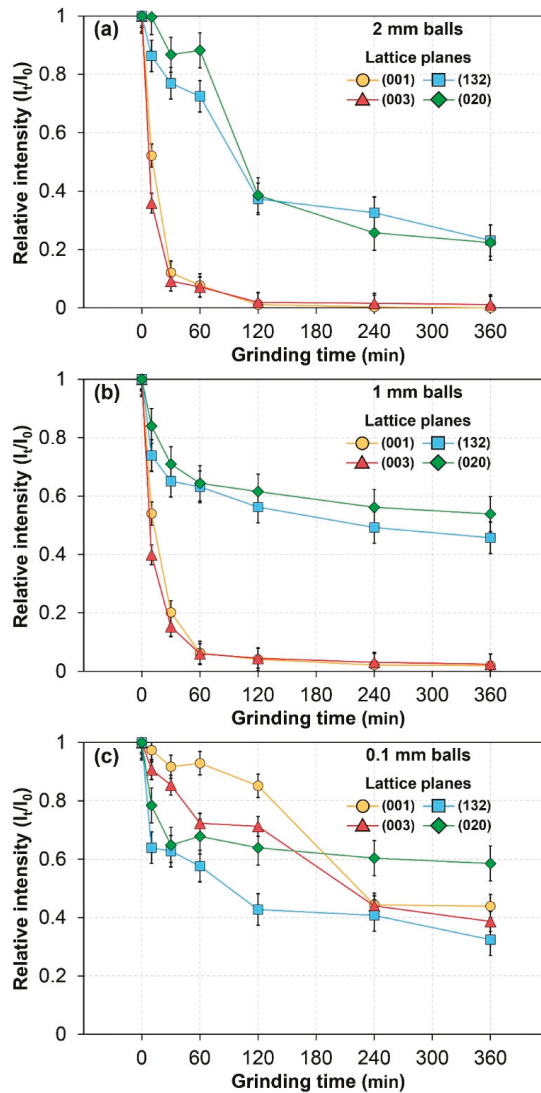 (a) 2 mm balls
Lattice planes
(001) (132)
(003) (020)
Relative intensity (It/I0)
1
0.8
0.6
0.4
0.2
0
0 60 120 180 240 300 360
Grinding time (min)
(b) 1 mm balls
Lattice planes
(001) (132)
(003) (020)
Relative intensity (It/I0)
1
0.8
0.6
0.4
0.2
0
0 60 120 180 240 300 360
Grinding time (min)
(c) 0.1 mm balls
Lattice planes
(001) (132)
(003) (020)
Relative intensity (It/I0)
1
0.8
0.6
0.4
0.2
0
0 60 120 180 240 300 360
Grinding time (min)